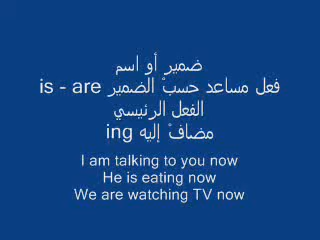 ضمير أو اسم
فعل مساعد حسبْ الضمير is - are
الفعل الرئيسي
مضافْ إليه ing
I am talking to you now
He is eating now
We are watching TV now